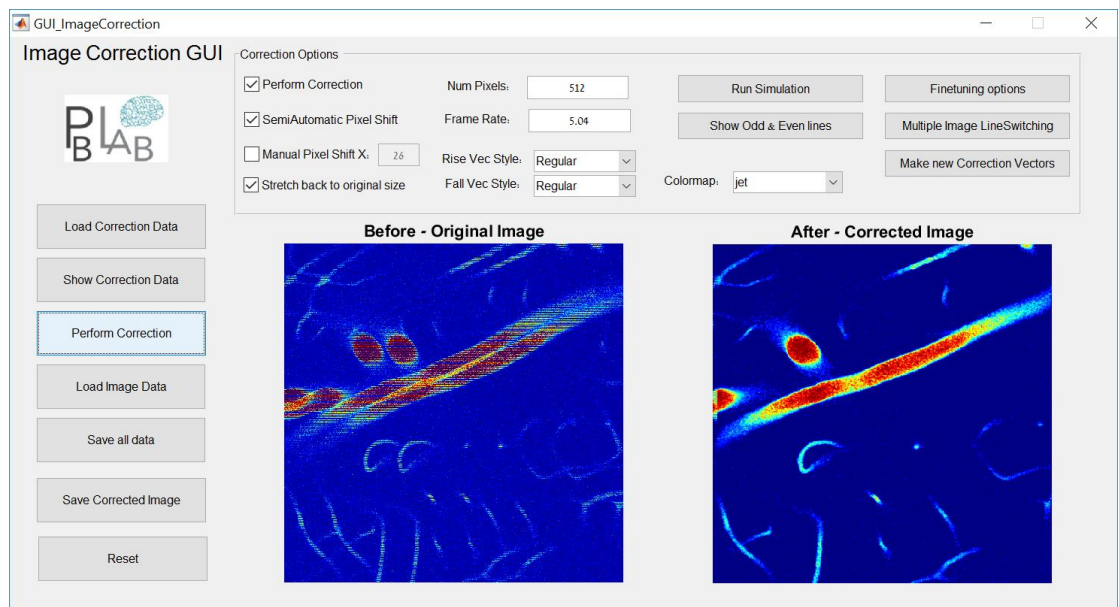 GUI_ImageCorrection
Image Correction GUI
PBLAB
Correction Options
Perform Correction
SemiAutomatic Pixel Shift
Manual Pixel Shift X: 26
Stretch back to original size
Num Pixels: 512
Frame Rate: 5.04
Rise Vec Style: Regular
Fall Vec Style: Regular
Run Simulation
Show Odd & Even lines
Colormap: jet
Finetuning options
Multiple Image LineSwitching
Make new Correction Vectors
Load Correction Data
Show Correction Data
Perform Correction
Load Image Data
Save all data
Save Corrected Image
Reset
Before - Original Image
After - Corrected Image